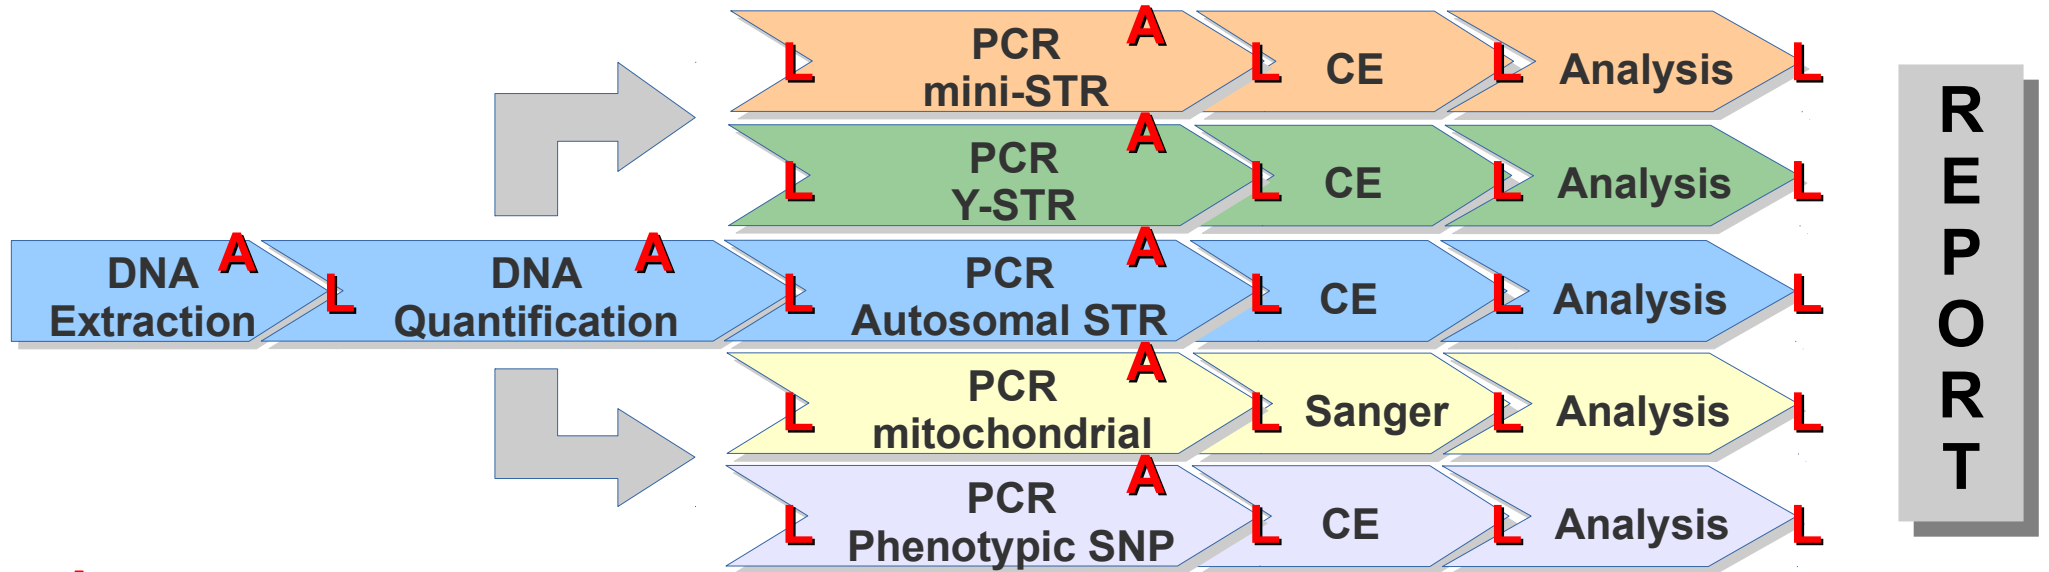 A
PCR
mini-STR
L
L
CE
L
Analysis
L
A
PCR
Y-STR
L
L
CE
L
Analysis
L
DNA
Extraction
A
L
DNA
Quantification
A
L
PCR
Autosomal STR
A
L
CE
L
Analysis
L
A
PCR
mitochondrial
L
L
Sanger
L
Analysis
L
A
PCR
Phenotypic SNP
L
L
CE
L
Analysis
L
R
E
P
O
R
T